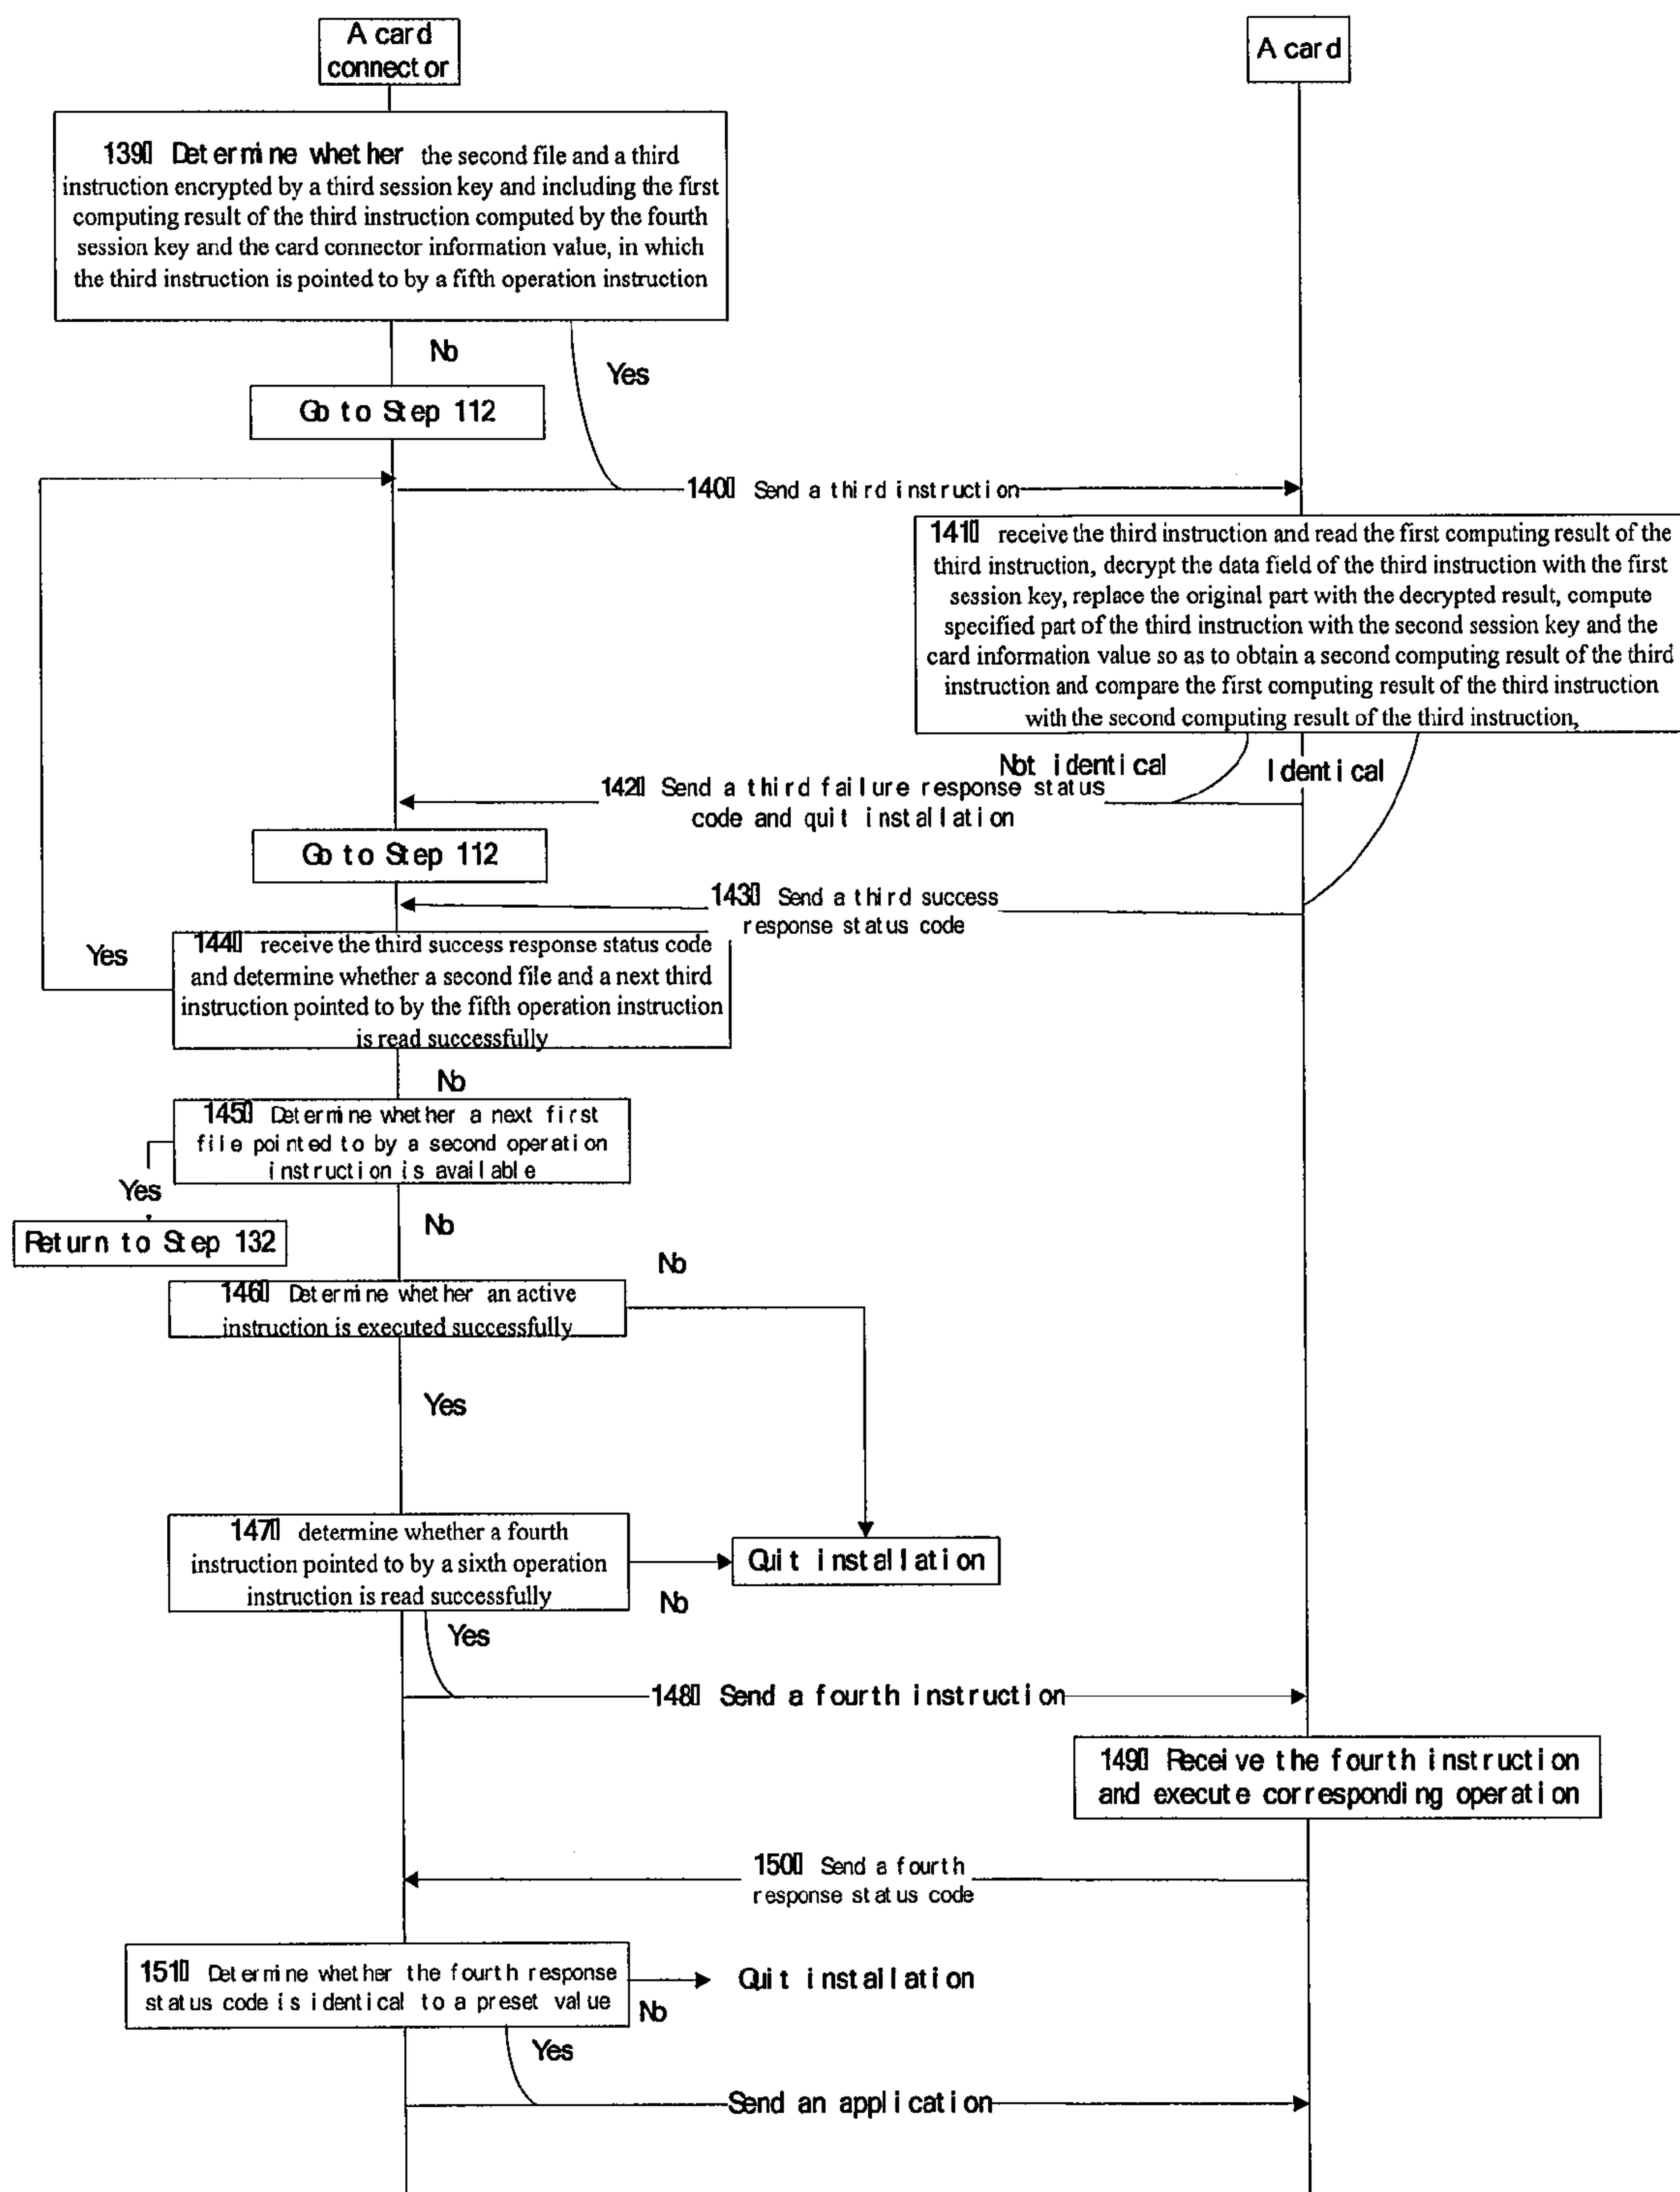 A card
connector
A card
139 Determine whether the second file and a third
instruction encrypted by a third session key and including the first
computing result of the third instruction computed by the fourth
session key and the card connector information value, in which
the third instruction is pointed to by a fifth operation instruction
No
Yes
Go to Step 112
140 Send a third instruction
141 receive the third instruction and read the first computing result of the
third instruction, decrypt the data field of the third instruction with the first
session key, replace the original part with the decrypted result, compute
specified part of the third instruction with the second session key and the
card information value so as to obtain a second computing result of the third
instruction and compare the first computing result of the third instruction
with the second computing result of the third instruction,
Not identical
Identical
142 Send a third failure response status
code and quit installation
Go to Step 112
143 Send a third success
response status code
Yes
144 receive the third success response status code
and determine whether a second file and a next third
instruction pointed to by the fifth operation instruction
is read successfully
No
145 Determine whether a next first
file pointed to by a second operation
instruction is available
Yes
No
Return to Step 132
No
146 Determine whether an active
instruction is executed successfully
Yes
147 determine whether a fourth
instruction pointed to by a sixth operation
instruction is read successfully
Quit installation
No
Yes
148 Send a fourth instruction
149 Receive the fourth instruction
and execute corresponding operation
150 Send a fourth
response status code
151 Determine whether the fourth response
status code is identical to a preset value
Quit installation
No
Yes
Send an application